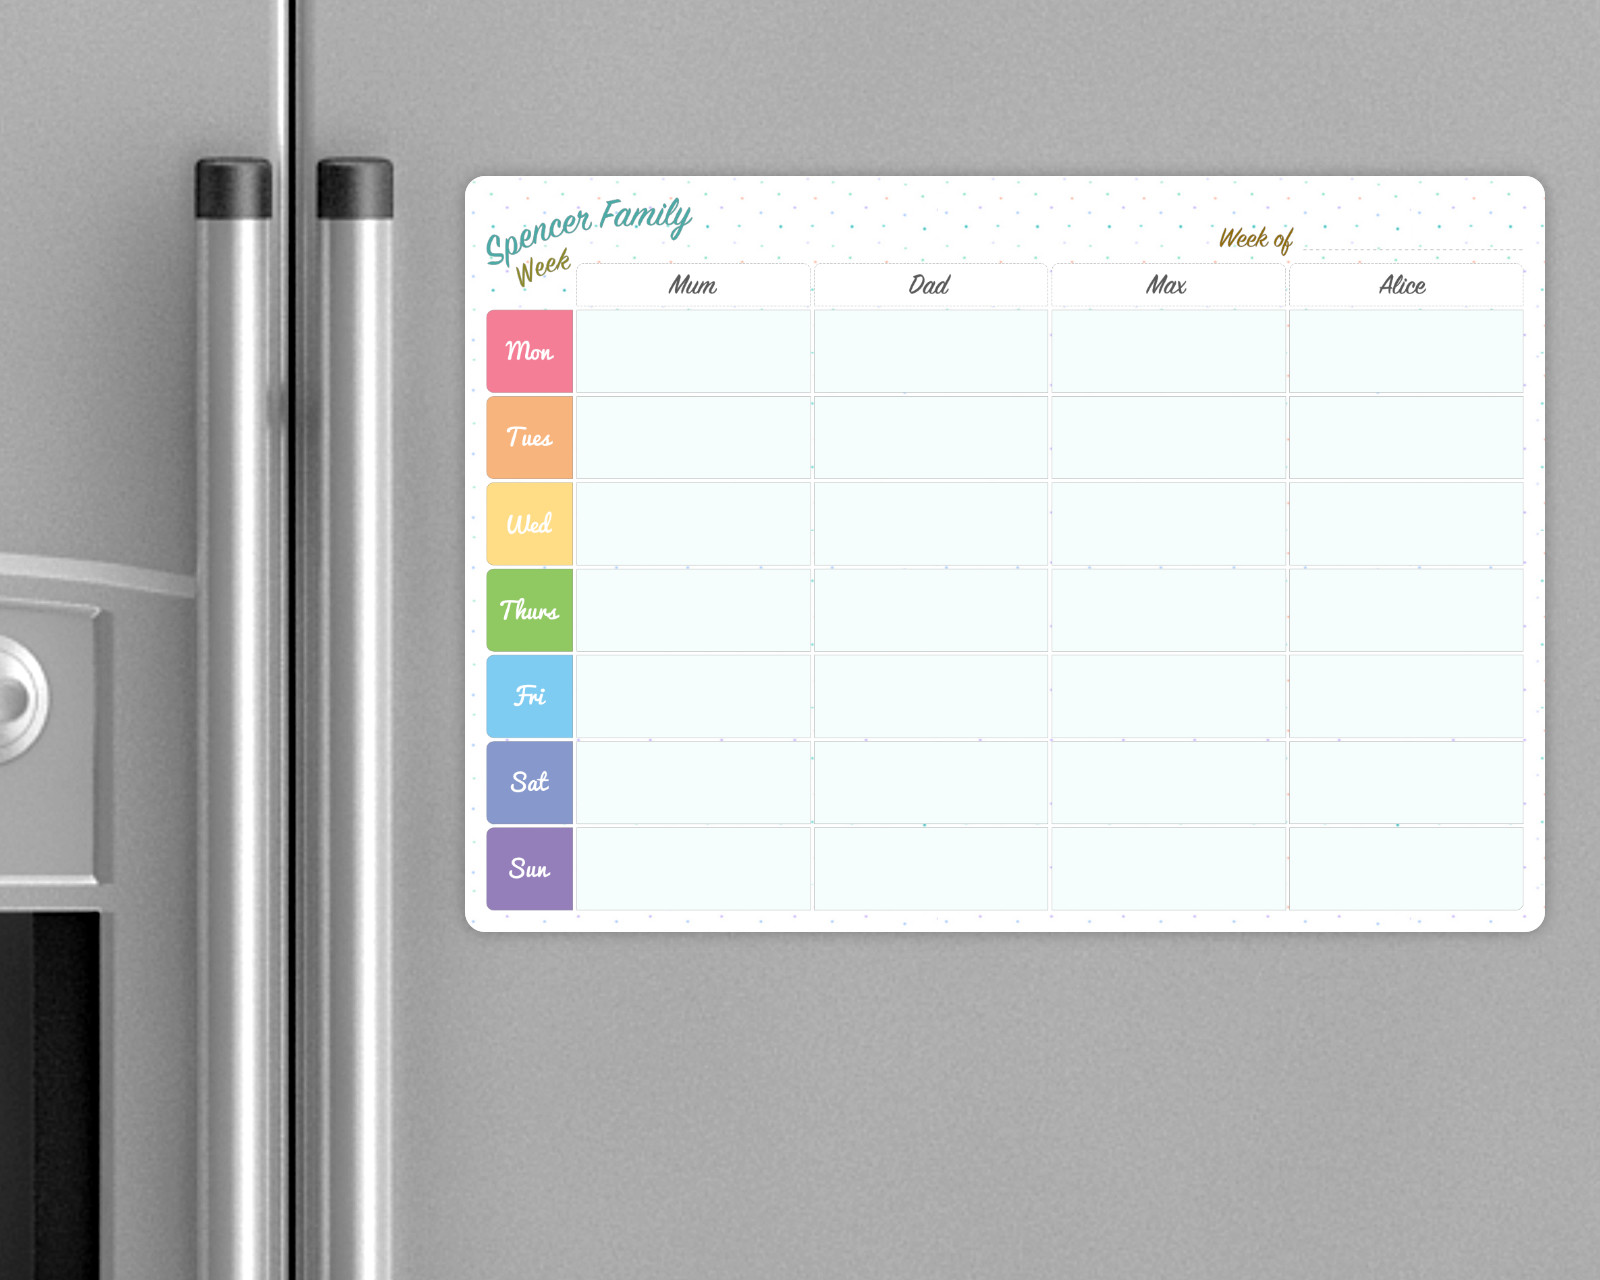 Spencer Family
Week
Week of
Mum Dad Max Alice
Mon
Tues
Wed
Thurs
Fri
Sat
Sun